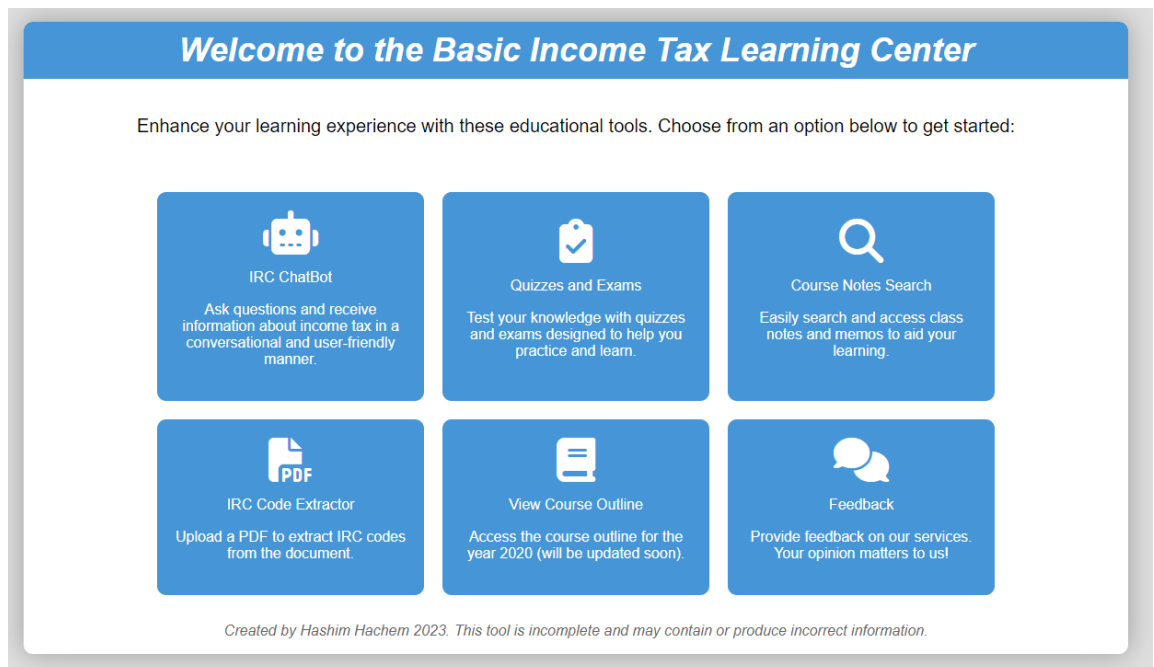 Welcome to the Basic Income Tax Learning Center
Enhance your learning experience with these educational tools. Choose from an option below to get started:
IRC ChatBot
Ask questions and receive
information about income tax in a
conversational and user-friendly
manner.
Quizzes and Exams
Test your knowledge with quizzes
and exams designed to help you
practice and learn.
Course Notes Search
Easily search and access class
notes and memos to aid your
learning.
PDF
IRC Code Extractor
Upload a PDF to extract IRC codes
from the document.
View Course Outline
Access the course outline for the
year 2020 (will be updated soon).
Feedback
Provide feedback on our services.
Your opinion matters to us!
Created by Hashim Hachem 2023. This tool is incomplete and may contain or produce incorrect information.